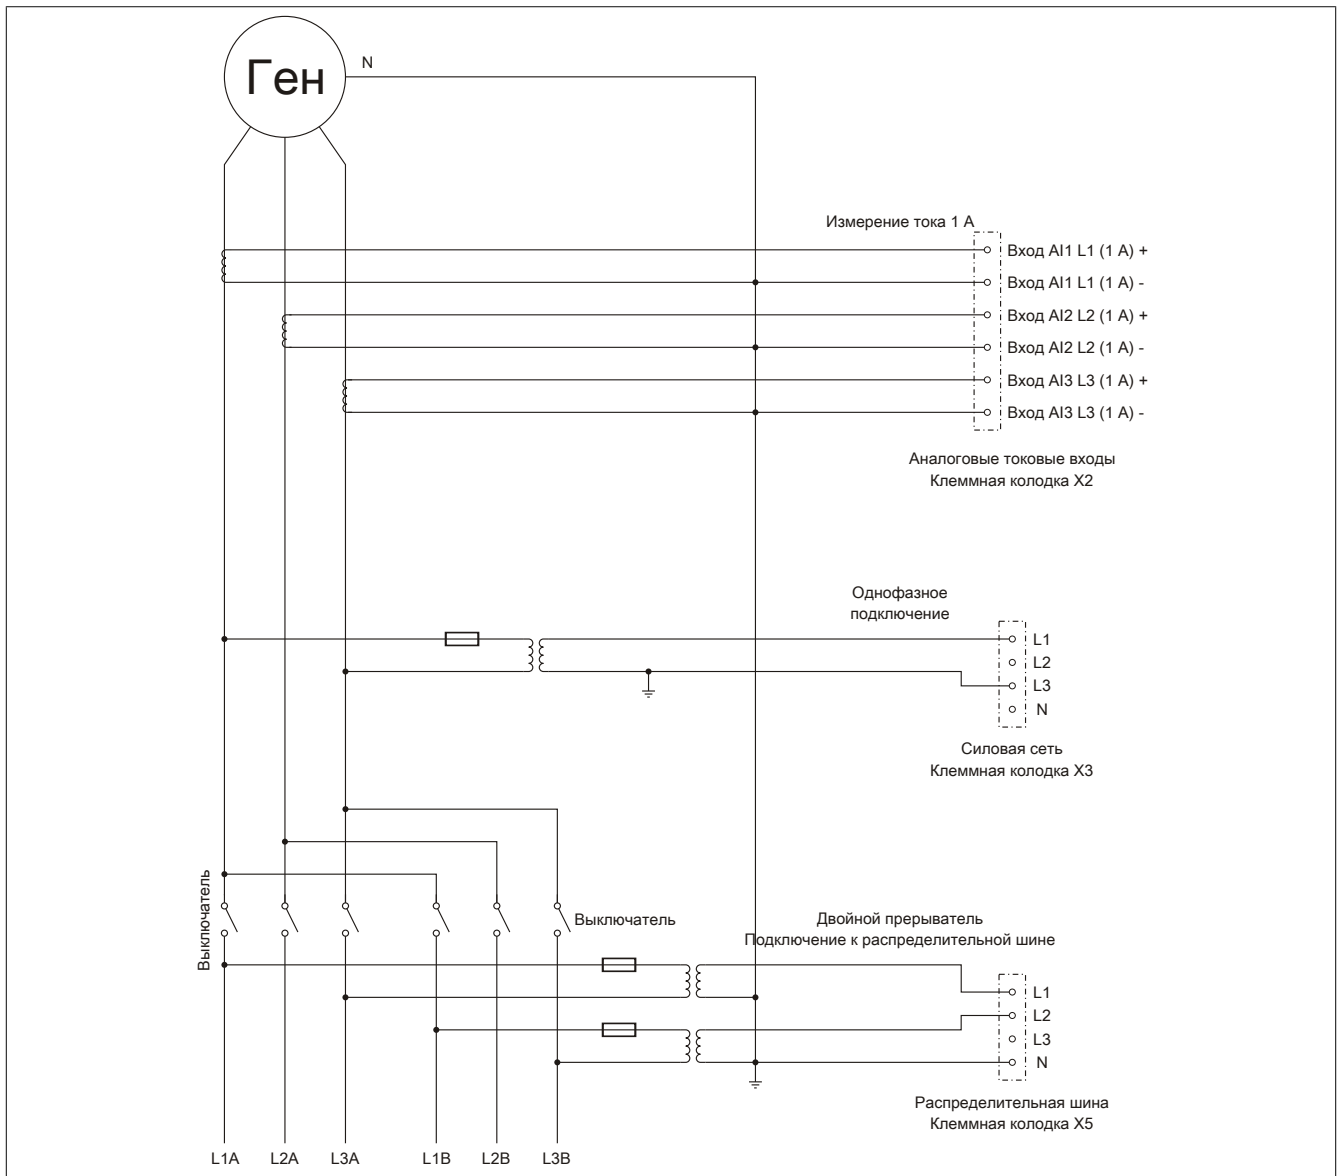 Ген
N
Измерение тока 1 А
Вход AI1 L1 (1 A) +
Вход AI1 L1 (1 A) -
Вход AI2 L2 (1 A) +
Вход AI2 L2 (1 A) -
Вход AI3 L3 (1 A) +
Вход AI3 L3 (1 A) -
Аналоговые токовые входы
Клеммная колодка X2
Однофазное
подключение
L1
L2
L3
N
Силовая сеть
Клеммная колодка X3
Выключатель
Выключатель
Двойной прерыватель
Подключение к распределительной шине
L1
L2
L3
N
Распределительная шина
Клеммная колодка X5
L1A L2A L3A L1B L2B L3B